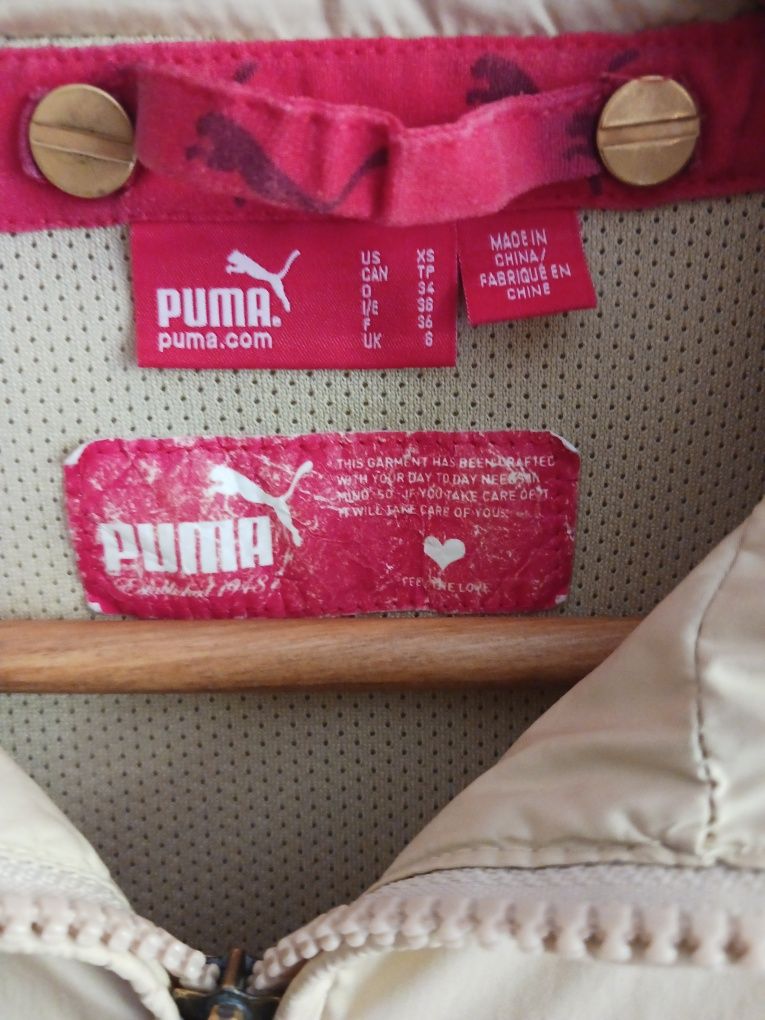 PUMA.
puma.com
US XS
CAN TP
D 34
I/E 38
F 36
UK 6
MADE IN
CHINA/
FABRIQUÉ EN
CHINE
PUMA
Established 1948
THIS GARMENT HAS BEEN CRAFTED
WITH YOUR DAY TO DAY NEEDS IN
MIND. SO IF YOU TAKE CARE OF IT
IT WILL TAKE CARE OF YOU.
FEEL THE LOVE